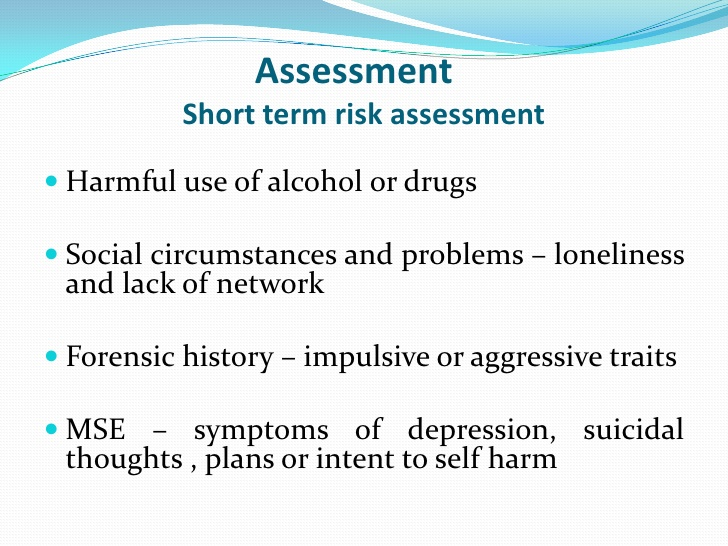 Assessment
Short term risk assessment
• Harmful use of alcohol or drugs
• Social circumstances and problems – loneliness
and lack of network
• Forensic history – impulsive or aggressive traits
• MSE – symptoms of depression, suicidal
thoughts , plans or intent to self harm